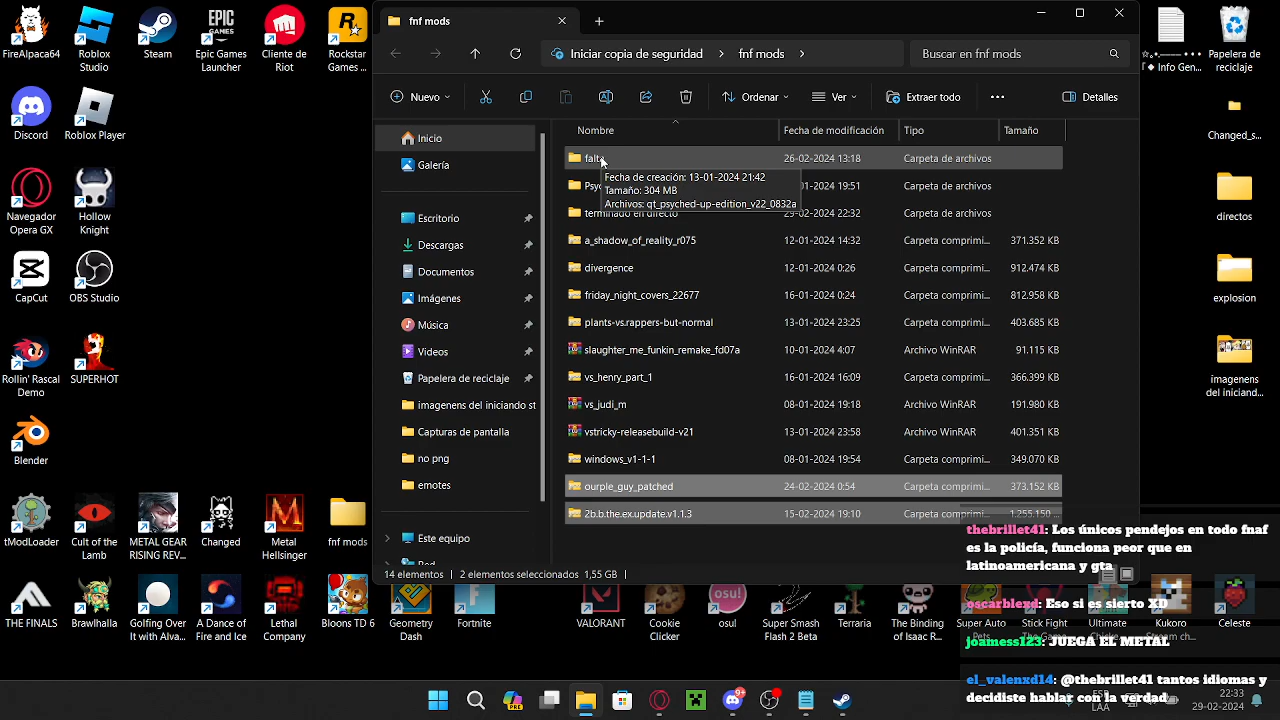 FireAlpaca64
Roblox Studio
Steam
EPIC GAMES
Epic Games Launcher
Cliente de Riot
Rockstar Games ...
Discord
Roblox Player
Navegador Opera GX
Hollow Knight
CapCut
OBS Studio
Rollin' Rascal Demo
SUPERHOT
Blender
tModLoader
Cult of the Lamb
METAL GEAR RISING REV...
Changed
Metal Hellsinger
fnf mods
THE FINALS
Brawlhalla
Golfing Over It with Alva...
A Dance of Fire and Ice
Lethal Company
Bloons TD 6
Geometry Dash
Fortnite
VALORANT
Cookie Clicker
osu!
Super Smash Flash 2 Beta
Terraria
The Binding of Isaac R...
Super Auto Pets
Stick Fight The Game
Ultimate
Kukoro Stream ch...
Celeste
fnf mods
Iniciar copia de seguridad > fnf mods >
Buscar en fnf mods
Nuevo
Ordenar
Ver
Extraer todo
Detalles
Inicio
Galería
Escritorio
Descargas
Documentos
Imágenes
Música
Videos
Papelera de reciclaje
imagenes del iniciando st
Capturas de pantalla
no png
emotes
Este equipo
Nombre Fecha de modificación Tipo Tamaño
falta 26-02-2024 13:18 Carpeta de archivos
Fecha de creación: 13-01-2024 21:42
Tamaño: 304 MB
Archivos: qt_psyched-up-edition_v22_0832a
19:51 Carpeta de archivos
terminado en directo 22:32 Carpeta de archivos
a_shadow_of_reality_r075 12-01-2024 14:32 Carpeta comprimi... 371.352 KB
divergence 12-01-2024 0:26 Carpeta comprimi... 912.474 KB
friday_night_covers_22677 16-01-2024 0:24 Carpeta comprimi... 812.958 KB
plants-vs.rappers-but-normal 13-01-2024 23:25 Carpeta comprimi... 403.685 KB
slaughter_me_funkin_remake_fd07a 10-01-2024 4:07 Archivo WinRAR 91.115 KB
vs_henry_part_1 16-01-2024 16:09 Carpeta comprimi... 366.399 KB
vs_judi_m 08-01-2024 19:18 Archivo WinRAR 191.980 KB
vstricky-releasebuild-v21 13-01-2024 23:58 Archivo WinRAR 401.351 KB
windows_v1-1-1 08-01-2024 19:54 Carpeta comprimi... 349.070 KB
ourple_guy_patched 24-02-2024 0:54 Carpeta comprimi... 373.152 KB
2b.b.the.ex.update.v1.1.3 15-02-2024 19:10 Carpeta comprimi... 1.255.150 ...
14 elementos | 2 elementos seleccionados 1,55 GB |
Info Gen...
Papelera de reciclaje
Changed_s...
directos
explosion
imagenes del iniciand...
thebrillet41: Los únicos pendejos en todo fnaf
es la policía, funciona peor que en
latinoamericana y gta
oscarblexd: Eso si es sierto XD
joamess123: JUEGA EL METAL
el_valenxd14: @thebrillet41 tantos idiomas y
decidiste hablar con la verdad
ESP
LAA
22:33
29-02-2024